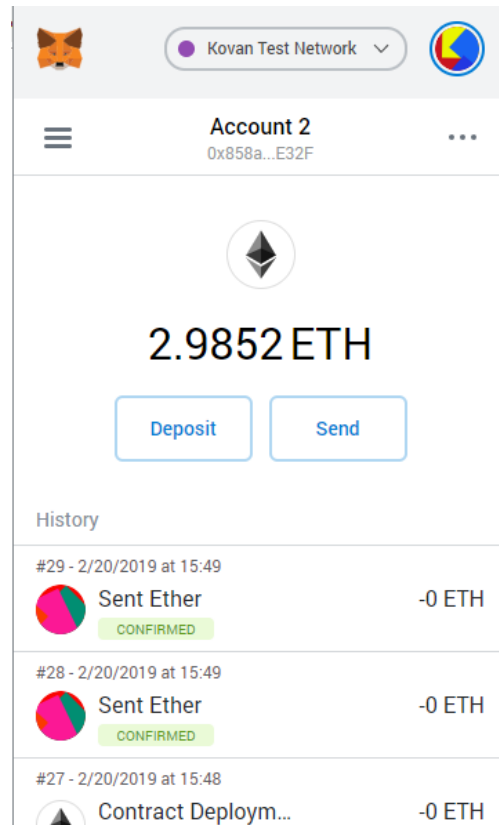 Kovan Test Network
Account 2
0x858a...E32F
2.9852 ETH
Deposit Send
History
#29 - 2/20/2019 at 15:49
Sent Ether -0 ETH
CONFIRMED
#28 - 2/20/2019 at 15:49
Sent Ether -0 ETH
CONFIRMED
#27 - 2/20/2019 at 15:48
Contract Deploym... -0 ETH